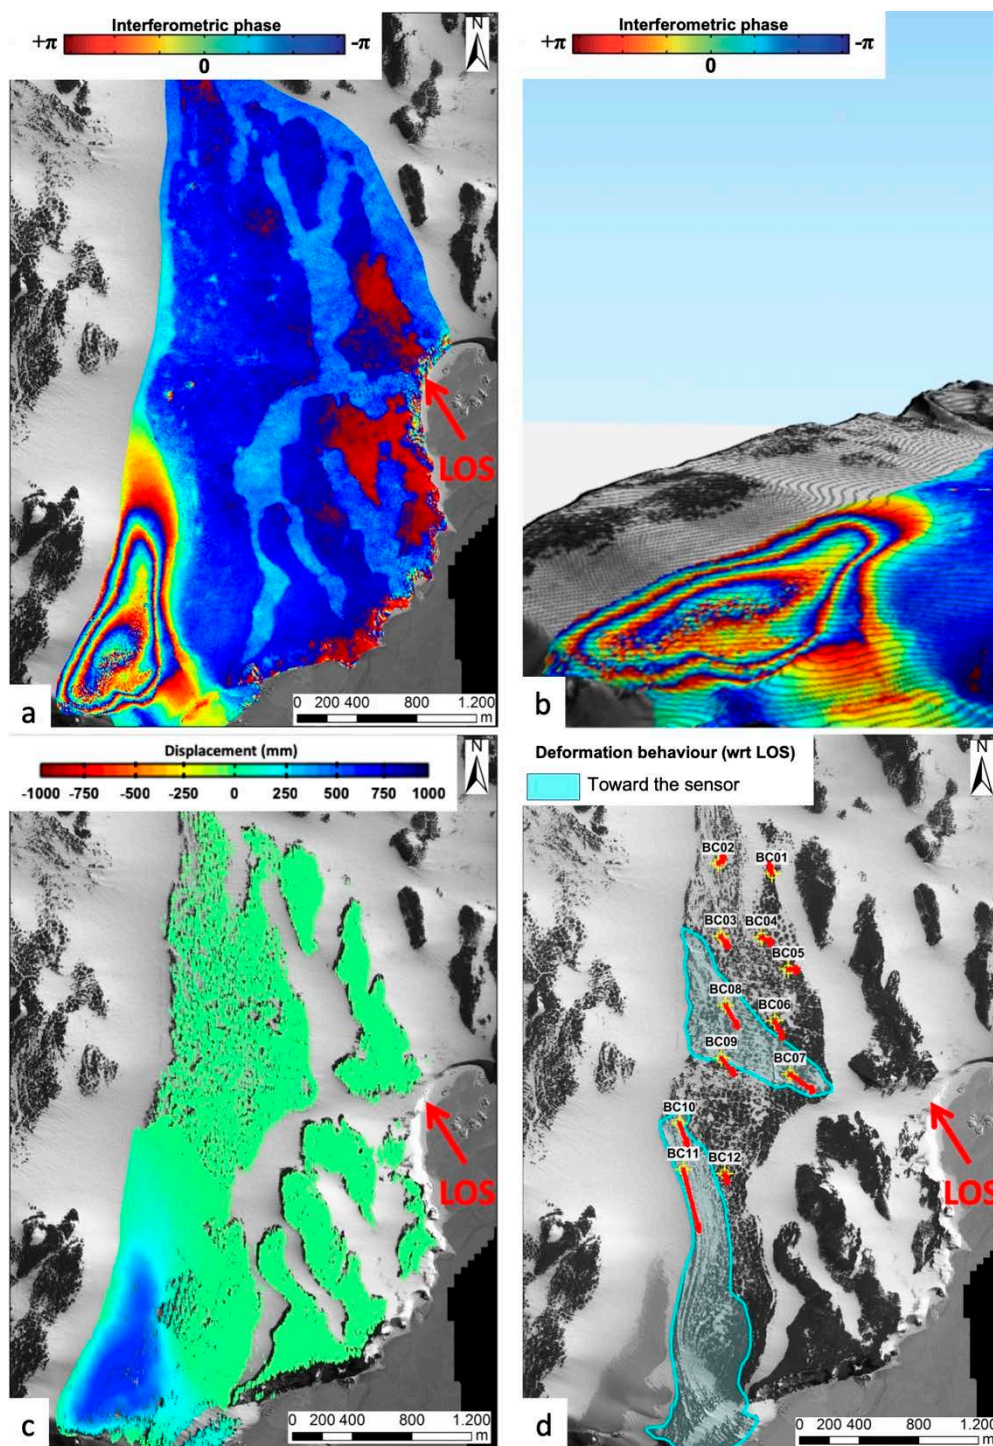 Interferometric phase
+π -π
0
N
LOS
a
0 200 400 800 1.200
m
Interferometric phase
+π -π
0
b
Displacement (mm)
-1000 -750 -500 -250 0 250 500 750 1000
N
LOS
c
0 200 400 800 1.200
m
Deformation behaviour (wrt LOS)
Toward the sensor
N
BC02
BC01
BC03 BC04
BC05
BC08
BC06
BC09
BC07
BC10
BC11 BC12
LOS
d
0 200 400 800 1.200
m